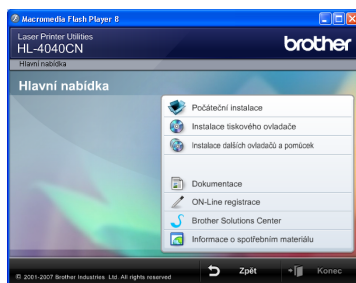 Macromedia Flash Player 8
Laser Printer Utilities
HL-4040CN
brother
Hlavní nabídka
Hlavní nabídka
Počáteční instalace
Instalace tiskového ovladače
Instalace dalších ovladačů a pomůcek
Dokumentace
ON-Line registrace
Brother Solutions Center
Informace o spotřebním materiálu
© 2001-2007 Brother Industries Ltd. All rights reserved
Zpět
Konec